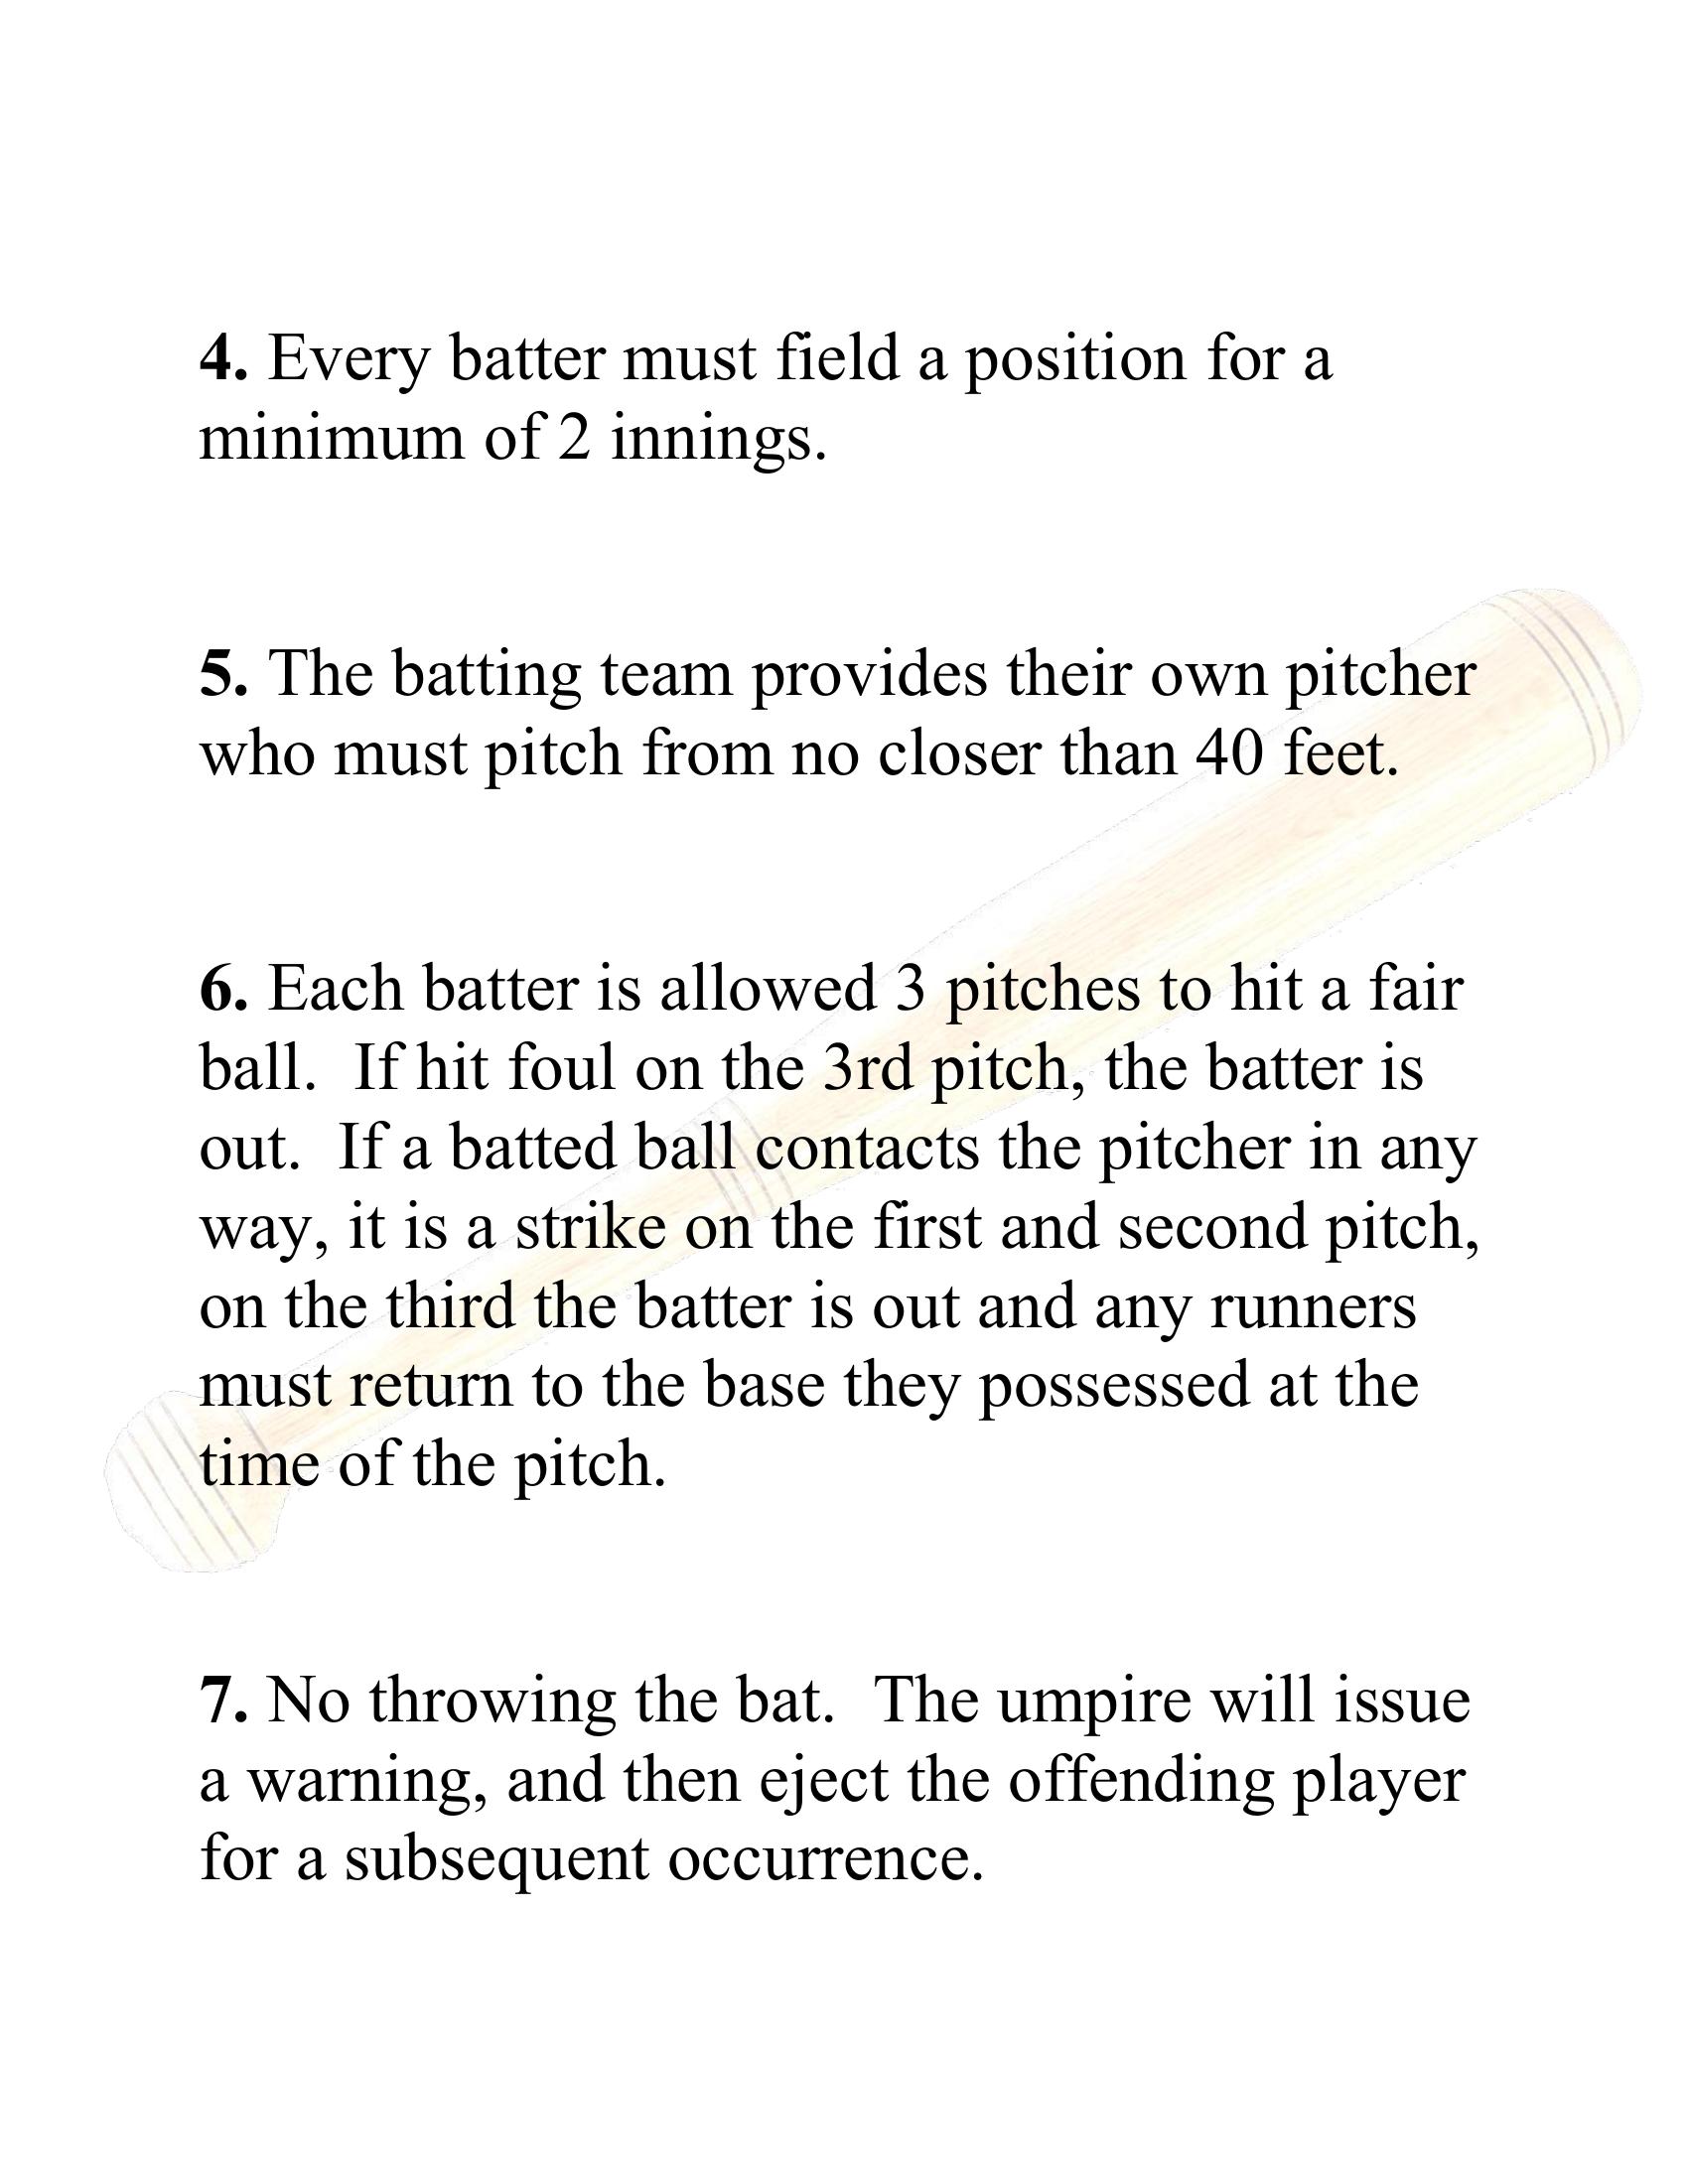 4. Every batter must field a position for a
minimum of 2 innings.
5. The batting team provides their own pitcher
who must pitch from no closer than 40 feet.
6. Each batter is allowed 3 pitches to hit a fair
ball.  If hit foul on the 3rd pitch, the batter is
out.  If a batted ball contacts the pitcher in any
way, it is a strike on the first and second pitch,
on the third the batter is out and any runners
must return to the base they possessed at the
time of the pitch.
7. No throwing the bat.  The umpire will issue
a warning, and then eject the offending player
for a subsequent occurrence.